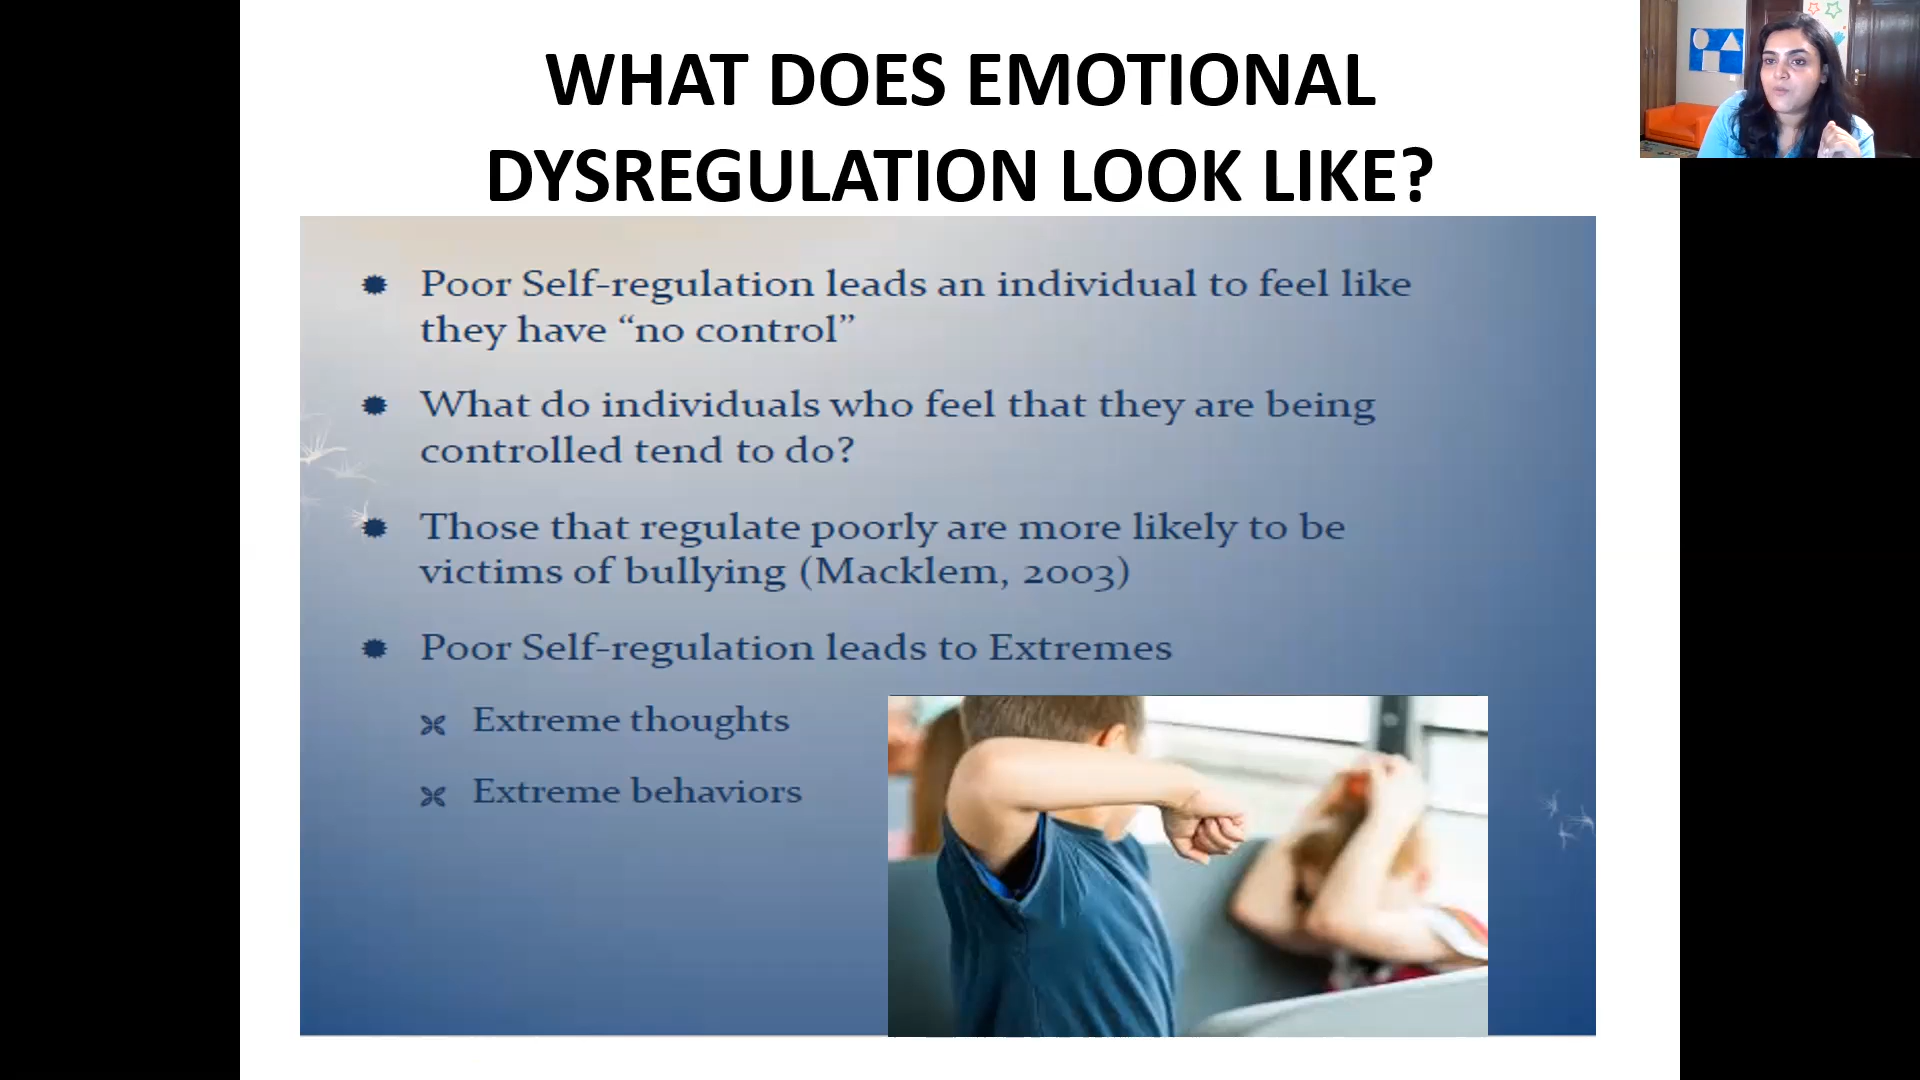 WHAT DOES EMOTIONAL
DYSREGULATION LOOK LIKE?
Poor Self-regulation leads an individual to feel like
they have “no control”
What do individuals who feel that they are being
controlled tend to do?
Those that regulate poorly are more likely to be
victims of bullying (Macklem, 2003)
Poor Self-regulation leads to Extremes
Extreme thoughts
Extreme behaviors